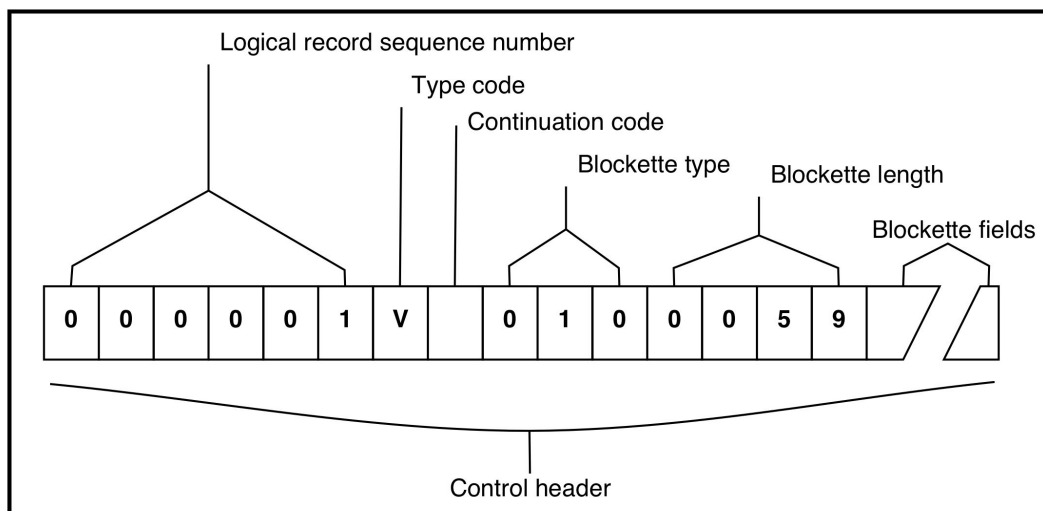 Logical record sequence number
Type code
Continuation code
Blockette type
Blockette length
Blockette fields
0 0 0 0 0 1 V 0 1 0 0 0 5 9
Control header